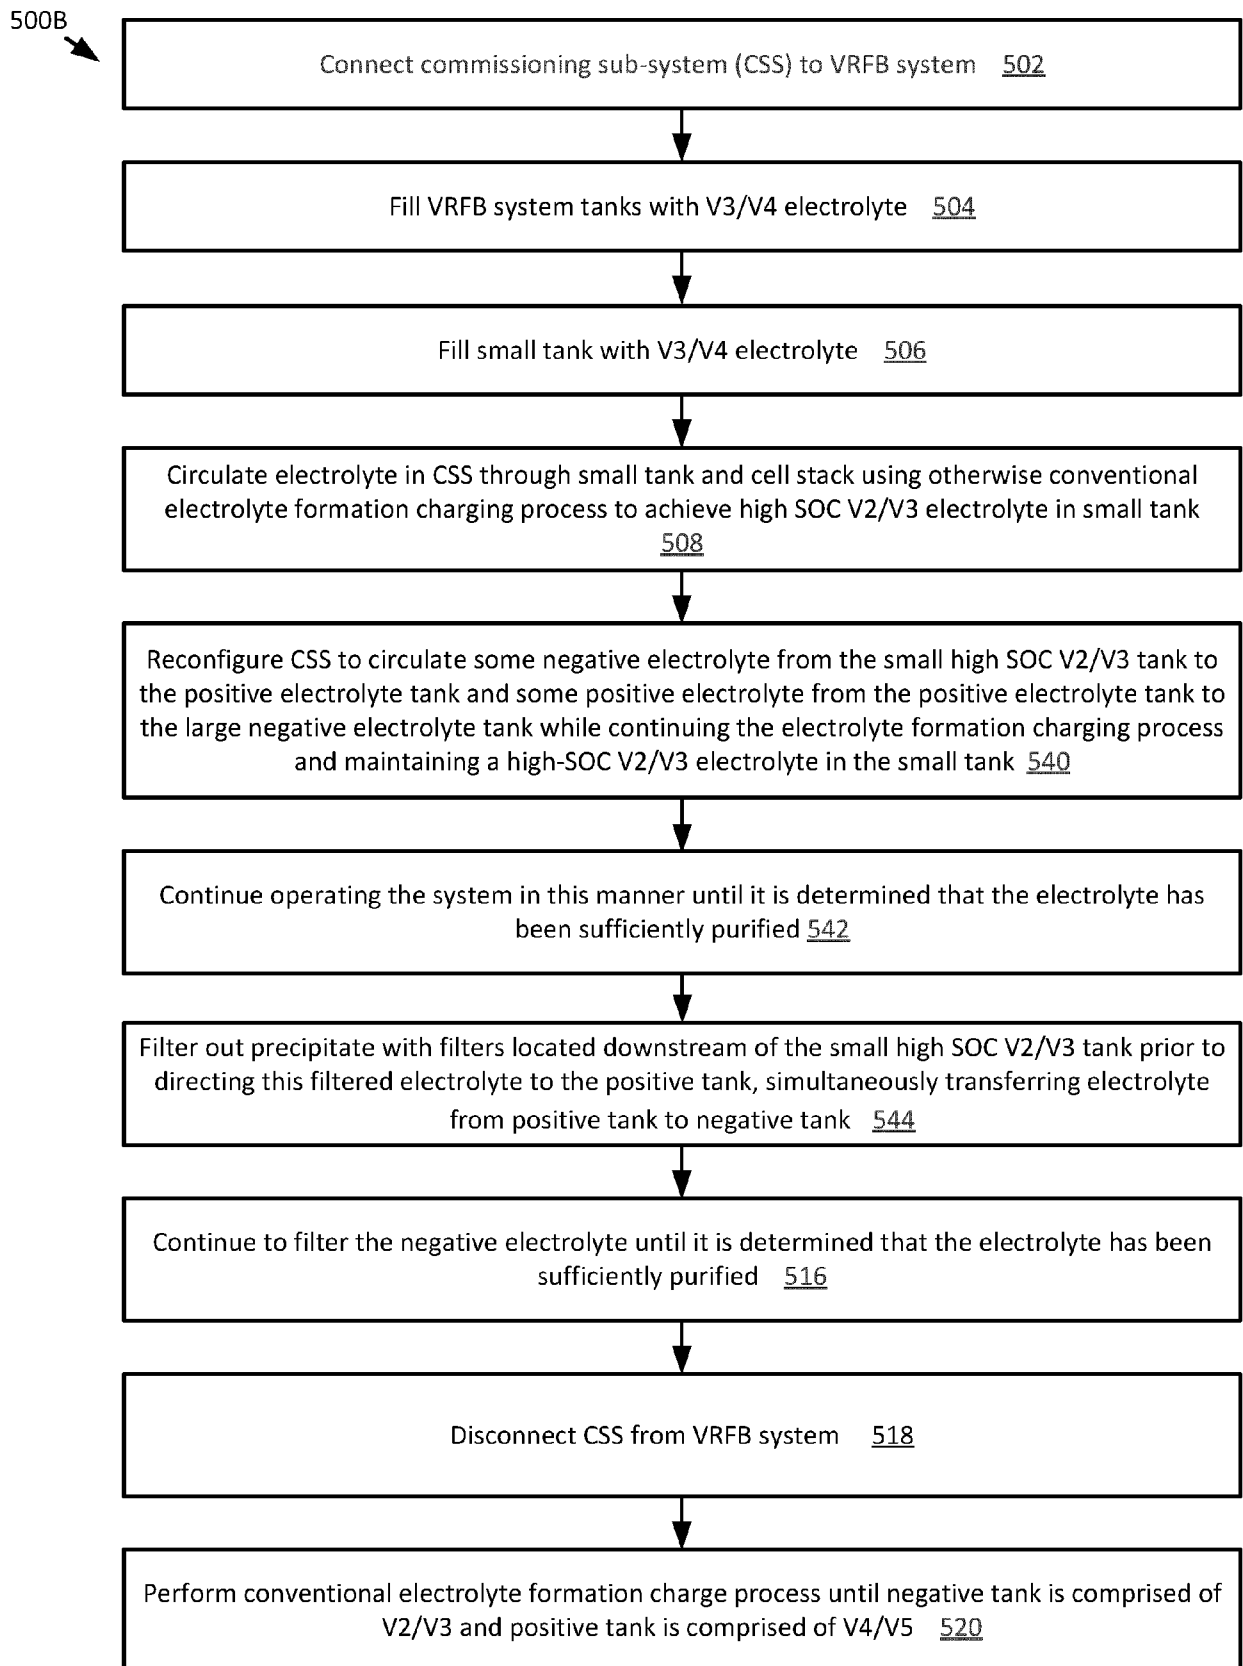 500B
Connect commissioning sub-system (CSS) to VRFB system 502
Fill VRFB system tanks with V3/V4 electrolyte 504
Fill small tank with V3/V4 electrolyte 506
Circulate electrolyte in CSS through small tank and cell stack using otherwise conventional
electrolyte formation charging process to achieve high SOC V2/V3 electrolyte in small tank
508
Reconfigure CSS to circulate some negative electrolyte from the small high SOC V2/V3 tank to
the positive electrolyte tank and some positive electrolyte from the positive electrolyte tank to
the large negative electrolyte tank while continuing the electrolyte formation charging process
and maintaining a high-SOC V2/V3 electrolyte in the small tank 540
Continue operating the system in this manner until it is determined that the electrolyte has
been sufficiently purified 542
Filter out precipitate with filters located downstream of the small high SOC V2/V3 tank prior to
directing this filtered electrolyte to the positive tank, simultaneously transferring electrolyte
from positive tank to negative tank 544
Continue to filter the negative electrolyte until it is determined that the electrolyte has been
sufficiently purified 516
Disconnect CSS from VRFB system 518
Perform conventional electrolyte formation charge process until negative tank is comprised of
V2/V3 and positive tank is comprised of V4/V5 520